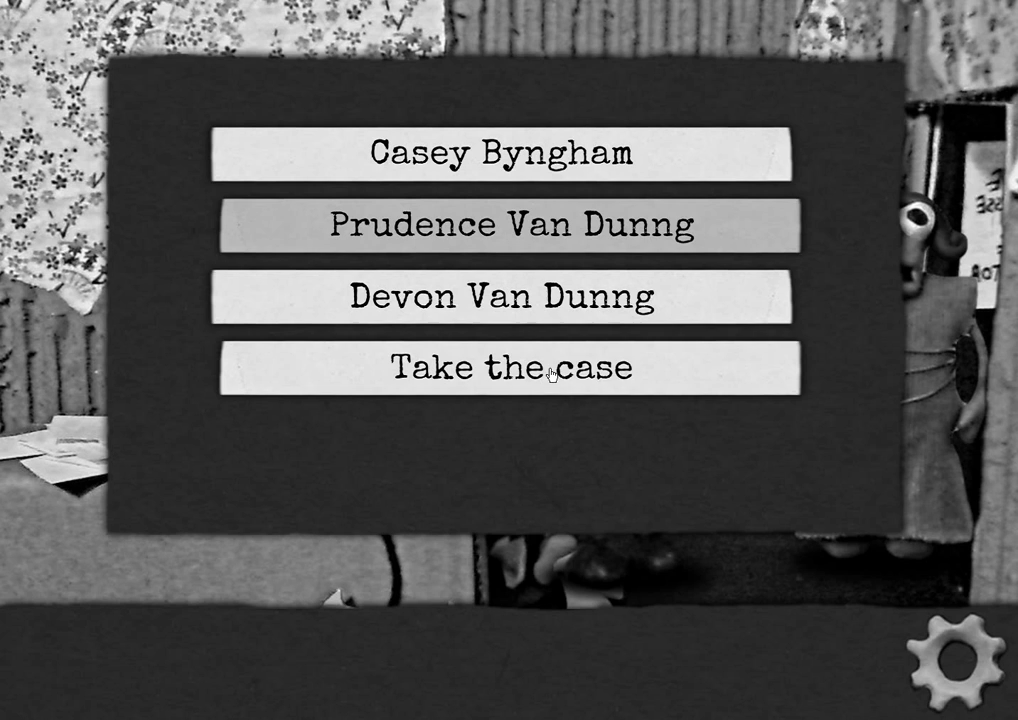 Casey Byngham
Prudence Van Dunng
Devon Van Dunng
Take the case